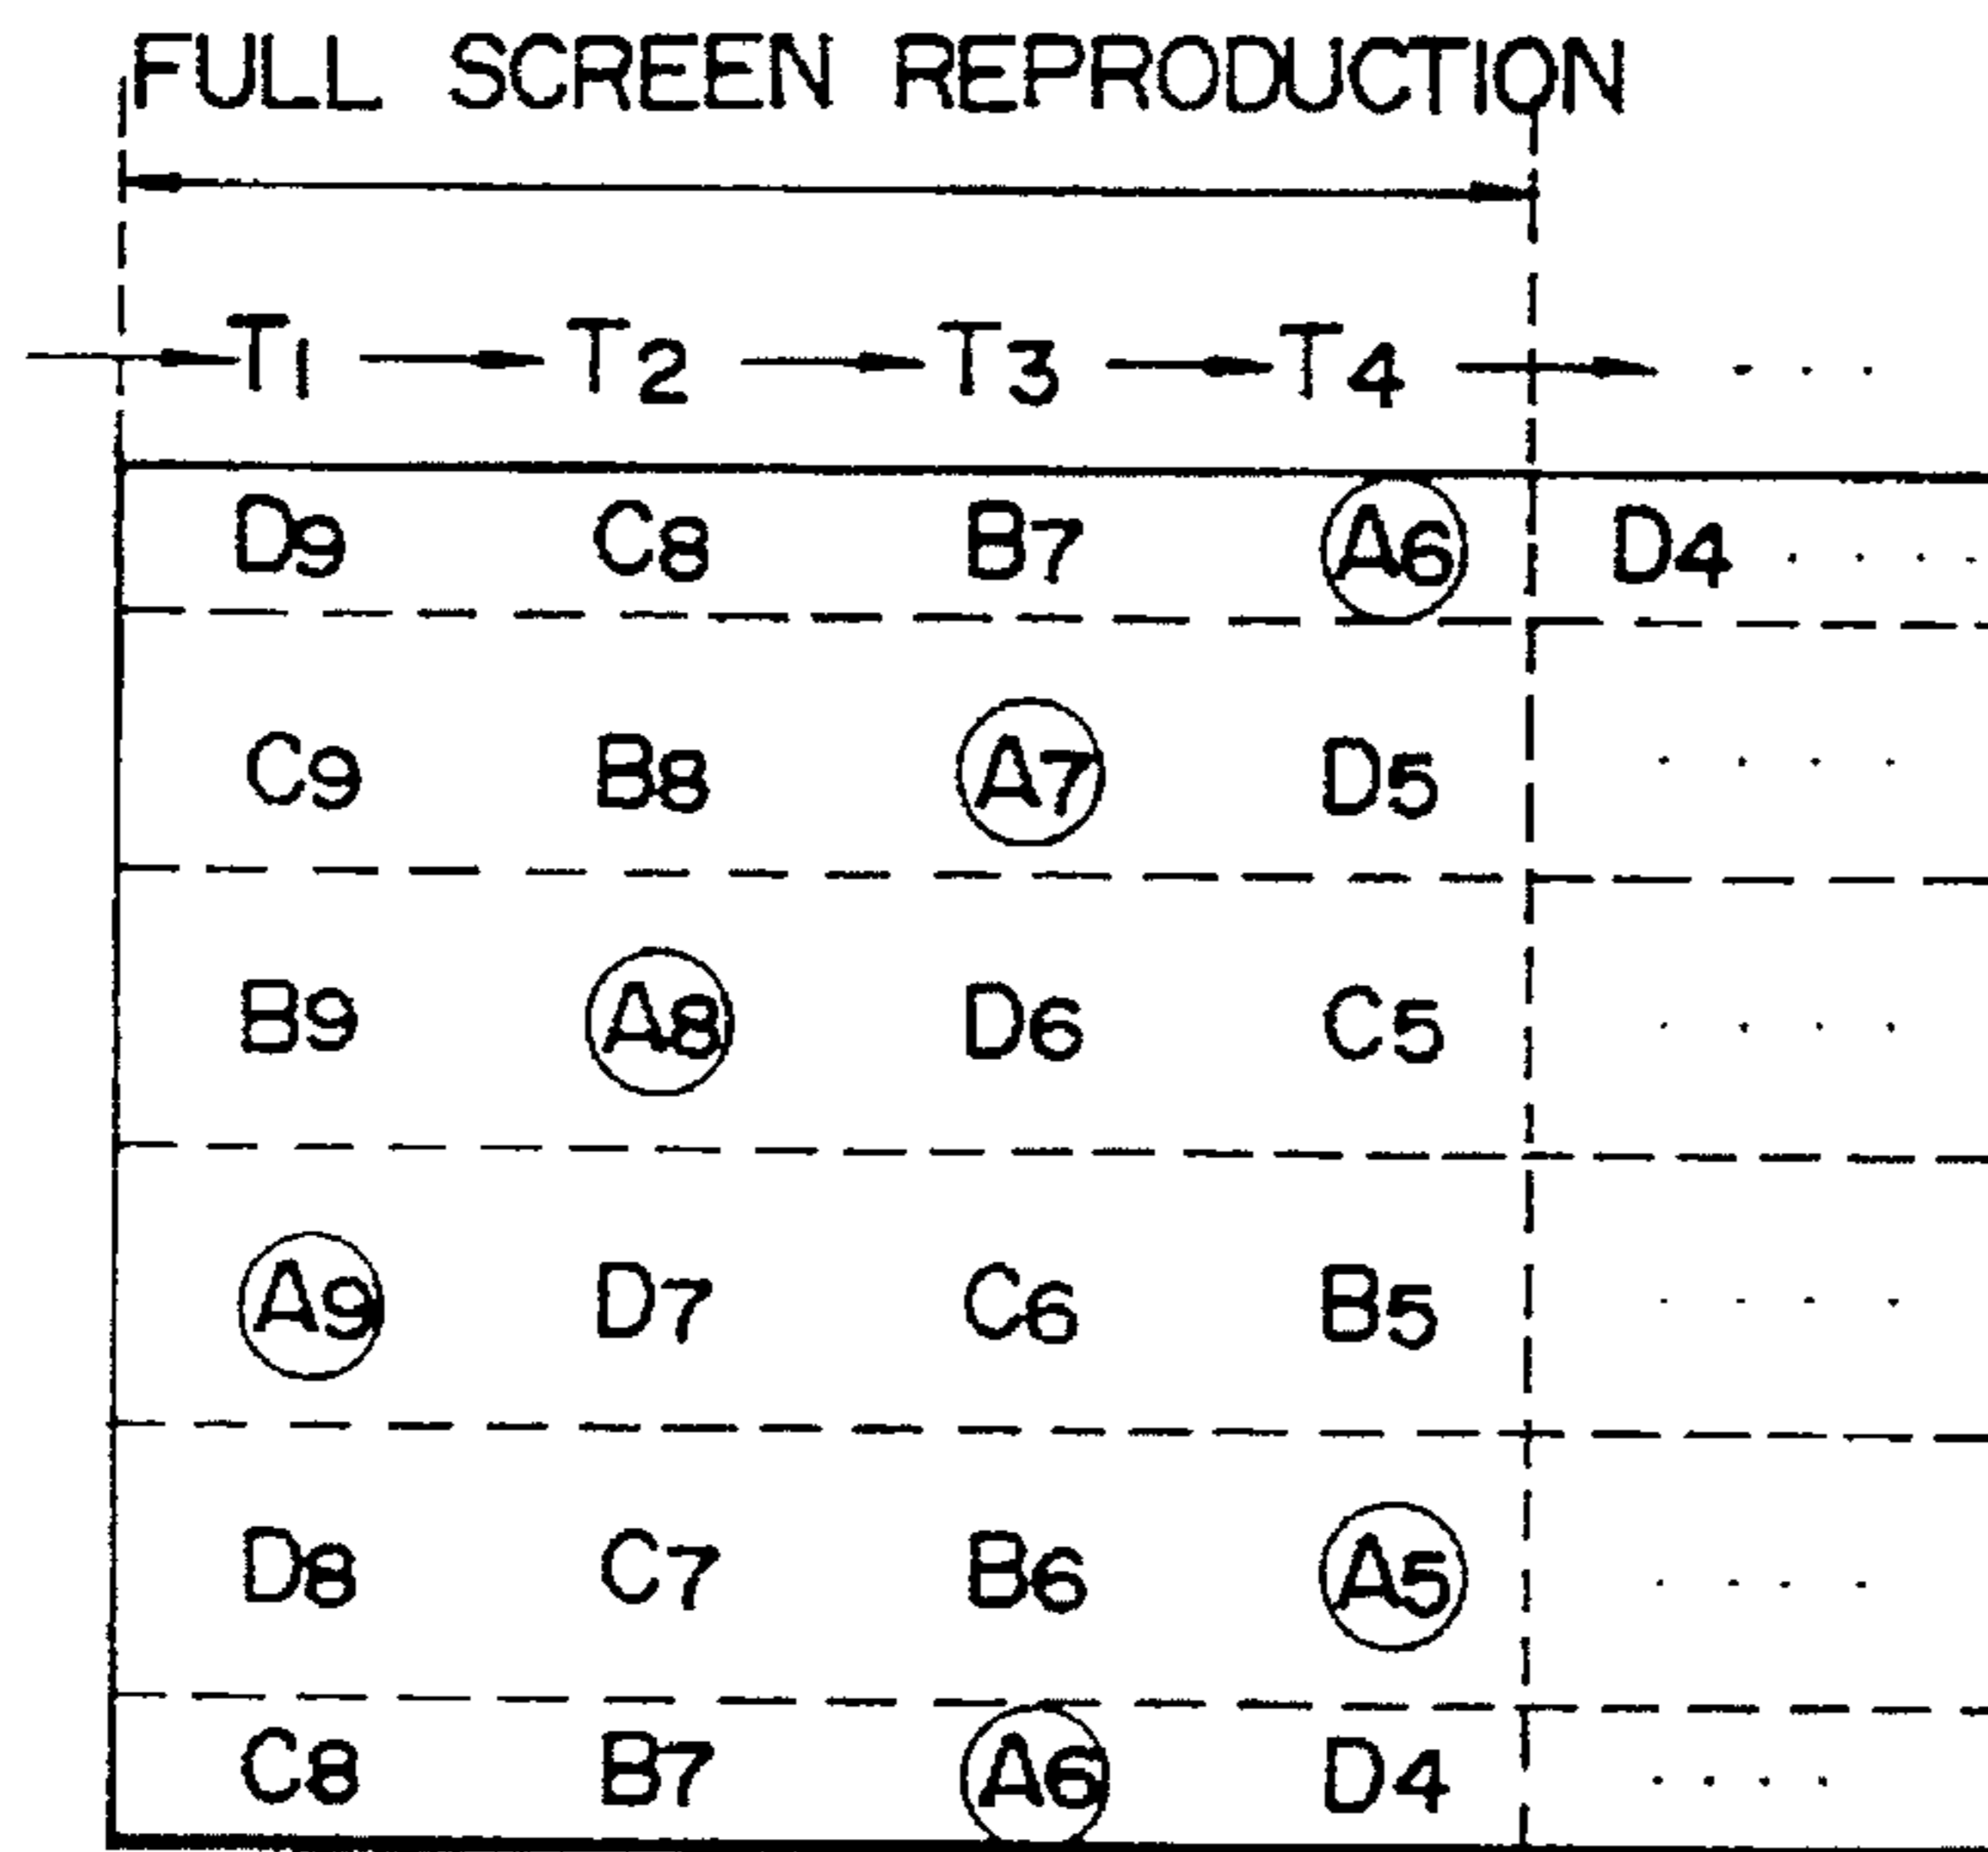 FULL SCREEN REPRODUCTION
T1 T2 T3 T4 . . .
D9 C8 B7 A6 D4 . . . .
C9 B8 A7 D5 . . . .
B9 A8 D6 C5 . . . .
A9 D7 C6 B5 . . . .
D8 C7 B6 A5 . . . .
C8 B7 A6 D4 . . . .